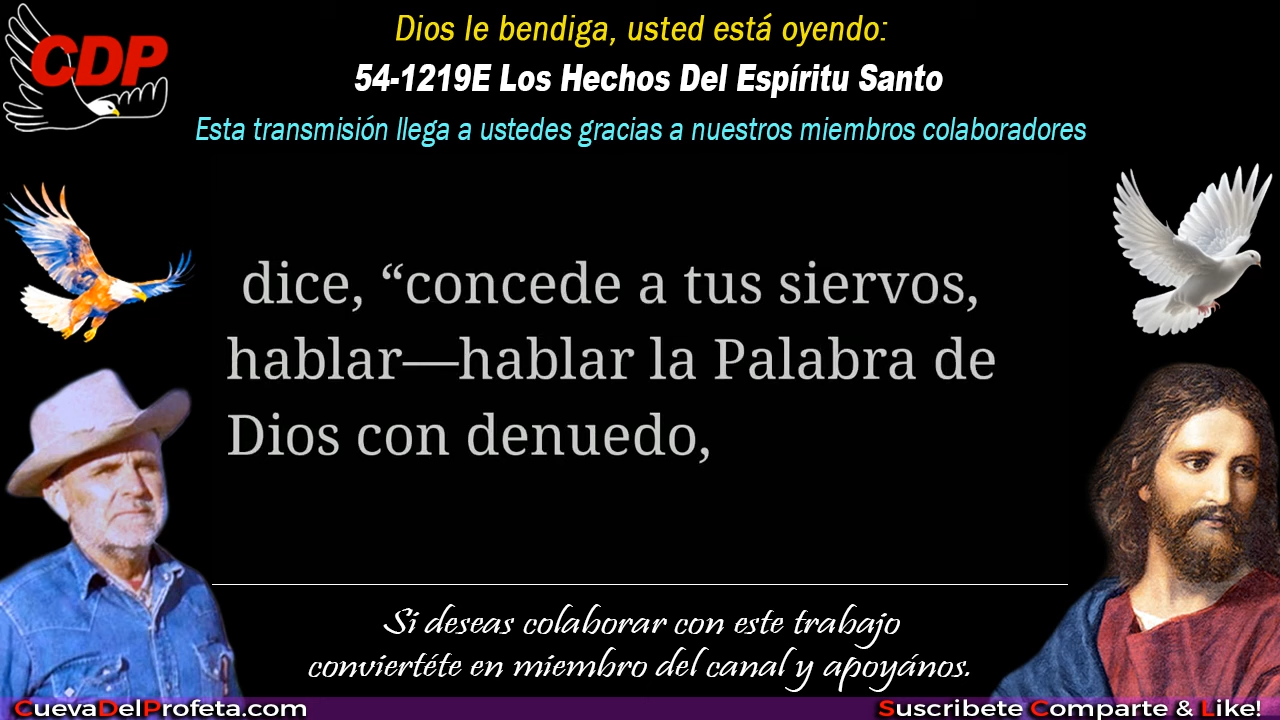 CDP
Dios le bendiga, usted está oyendo:
54-1219E Los Hechos Del Espíritu Santo
Esta transmisión llega a ustedes gracias a nuestros miembros colaboradores
dice, “concede a tus siervos,
hablar—hablar la Palabra de
Dios con denuedo,
Si deseas colaborar con este trabajo
conviertéte en miembro del canal y apoyános.
CuevaDelProfeta.com
Suscribete Comparte & Like!